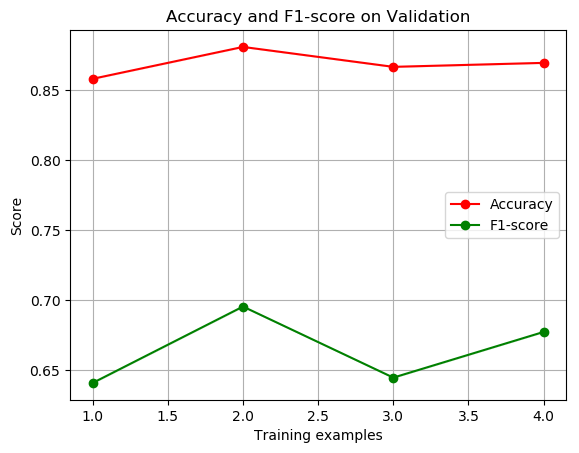 Accuracy and F1-score on Validation
0.85
0.80
0.75
0.70
0.65
Score
Accuracy
F1-score
1.0 1.5 2.0 2.5 3.0 3.5 4.0
Training examples